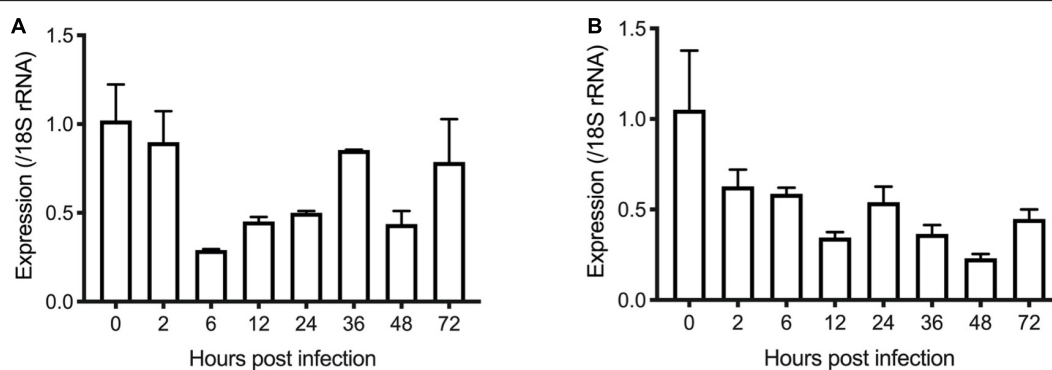 A
Expression (/18S rRNA)
1.5
1.0
0.5
0.0
0 2 6 12 24 36 48 72
Hours post infection
B
Expression (/18S rRNA)
1.5
1.0
0.5
0.0
0 2 6 12 24 36 48 72
Hours post infection